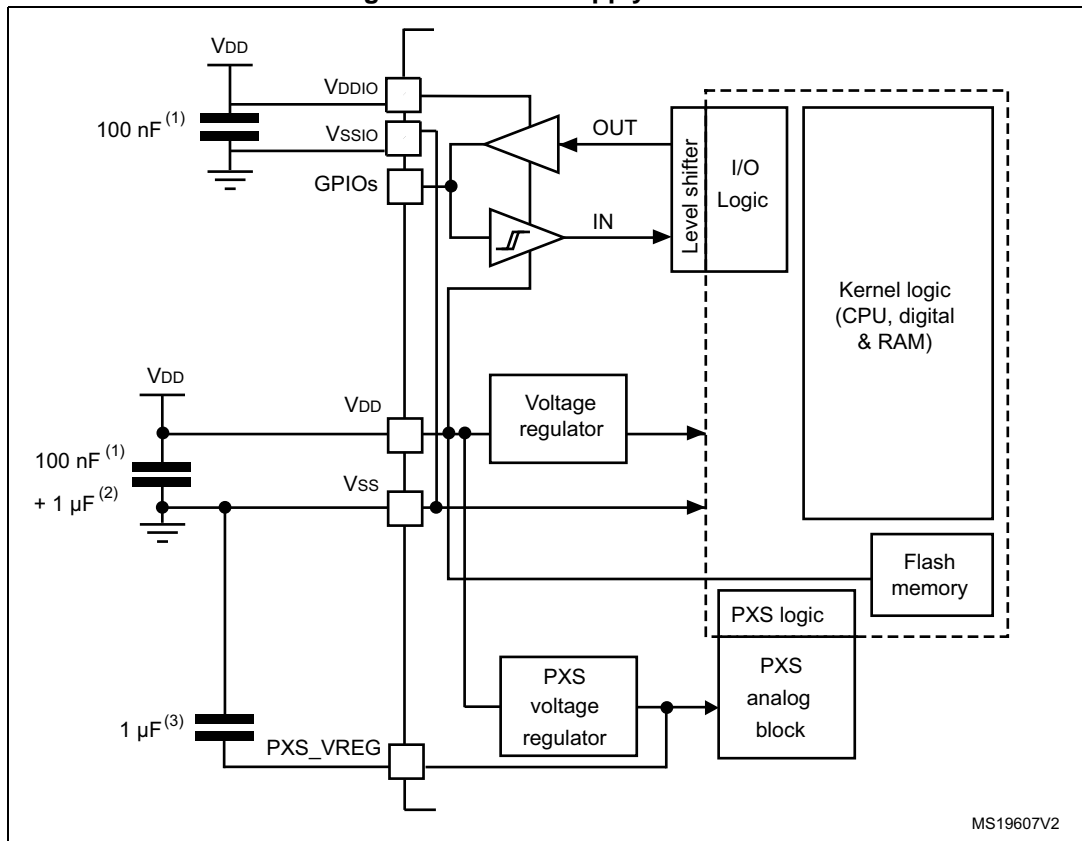 VDD
VDDIO
100 nF (1)
VSSIO
GPIOs
OUT
IN
Level shifter
I/O
Logic
Kernel logic
(CPU, digital
& RAM)
VDD
VDD
Voltage
regulator
100 nF (1)
+ 1 µF (2)
VSS
Flash
memory
PXS logic
PXS
analog
block
PXS
voltage
regulator
1 µF (3)
PXS_VREG
MS19607V2